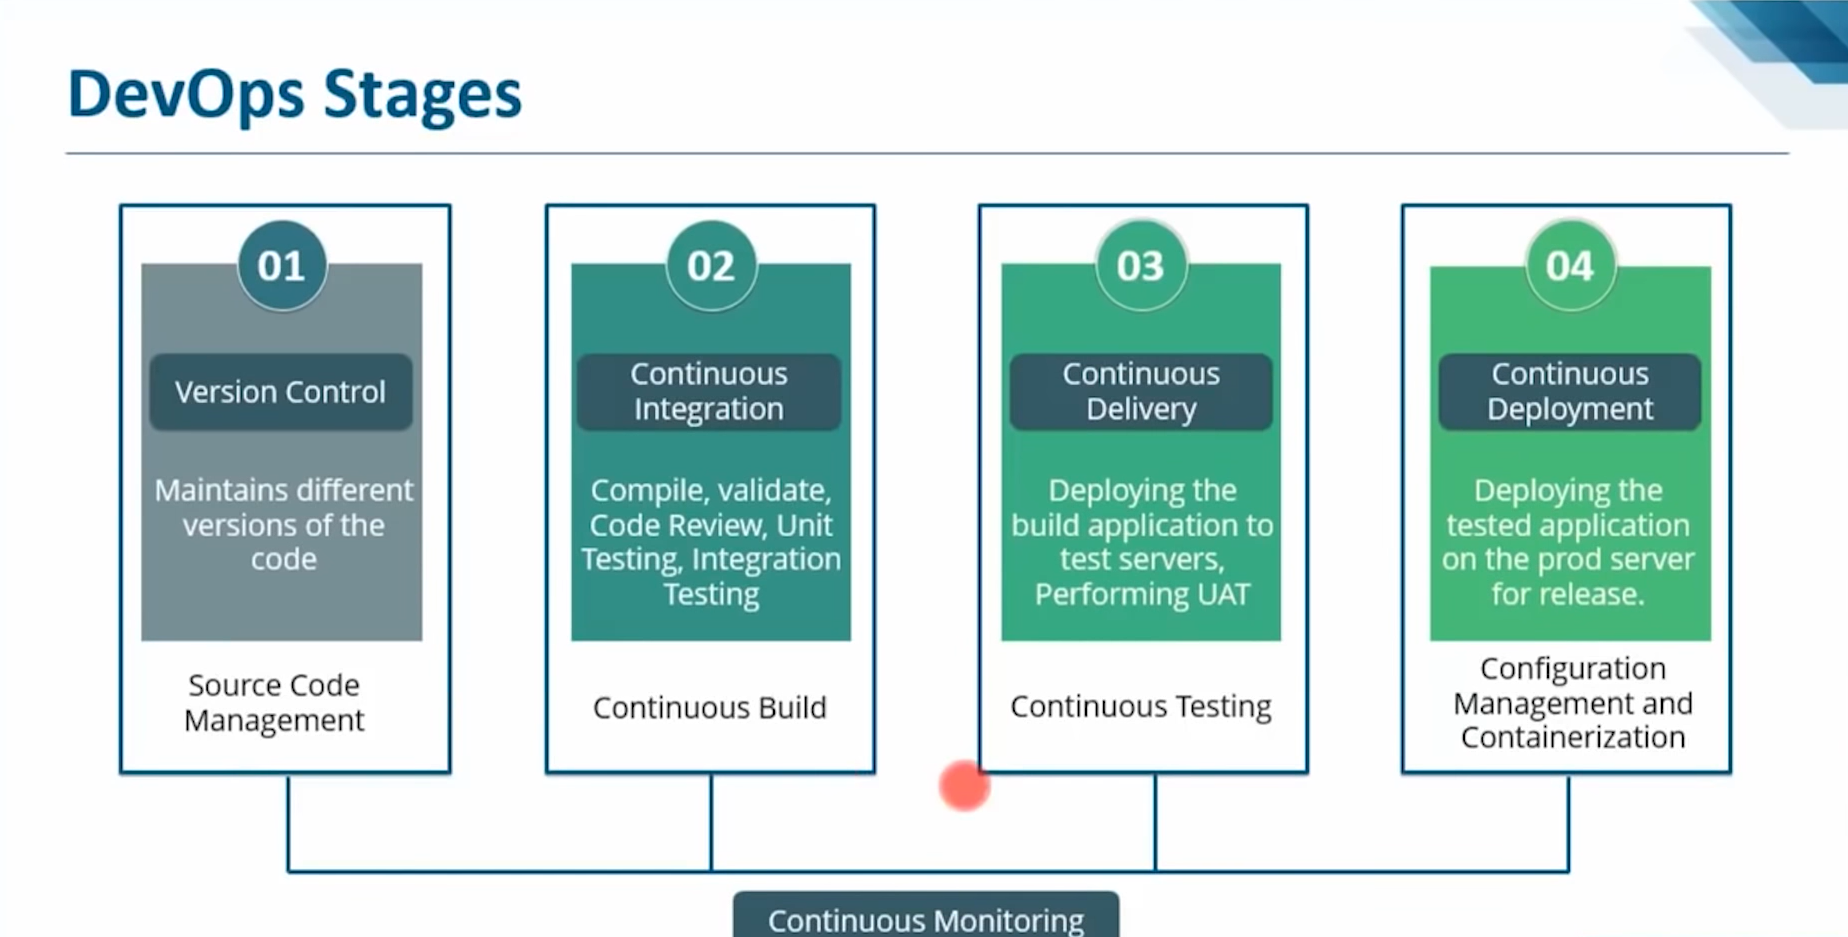 DevOps Stages
01
Version Control
Maintains different
versions of the
code
Source Code
Management
02
Continuous
Integration
Compile, validate,
Code Review, Unit
Testing, Integration
Testing
Continuous Build
03
Continuous
Delivery
Deploying the
build application to
test servers,
Performing UAT
Continuous Testing
04
Continuous
Deployment
Deploying the
tested application
on the prod server
for release.
Configuration
Management and
Containerization
Continuous Monitoring